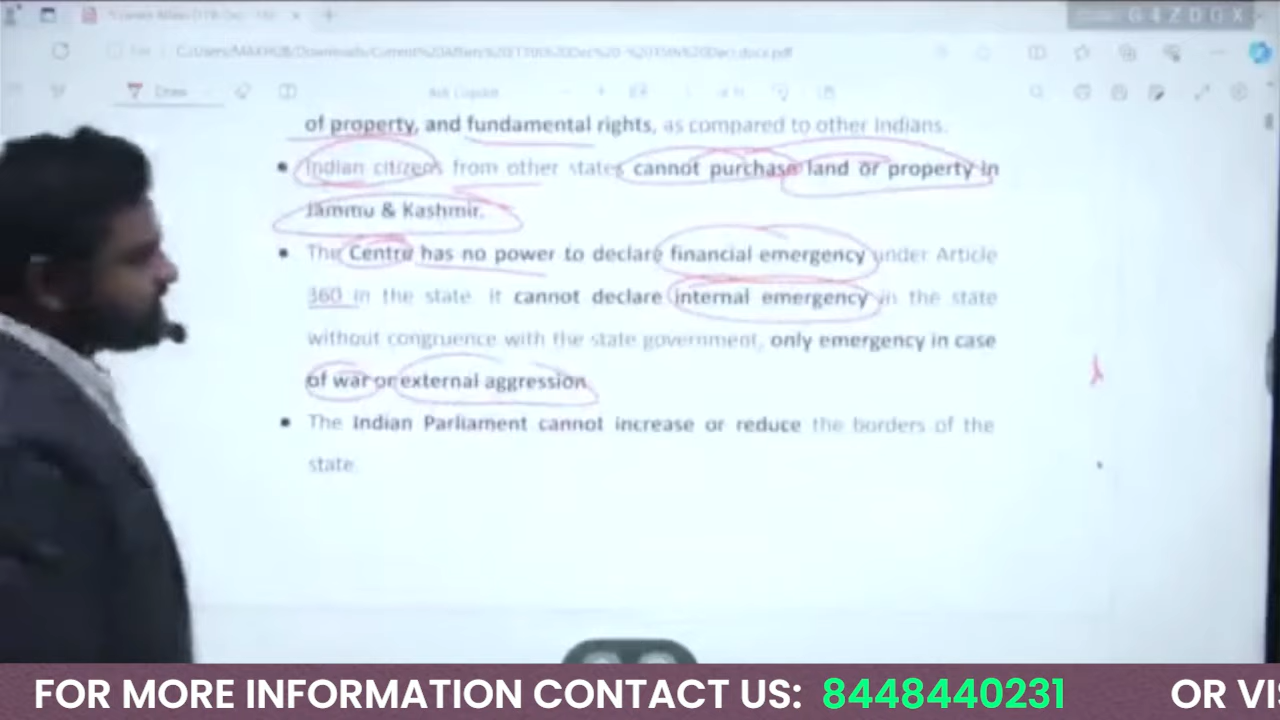 G4ZDGX
Draw
Ask Copilot
of property, and fundamental rights, as compared to other Indians.
• Indian citizens from other states cannot purchase land or property in
Jammu & Kashmir.
• The Centre has no power to declare financial emergency under Article
360 in the state. It cannot declare internal emergency in the state
without congruence with the state government, only emergency in case
of war or external aggression
• The Indian Parliament cannot increase or reduce the borders of the
state.
FOR MORE INFORMATION CONTACT US: 8448440231 OR VIS